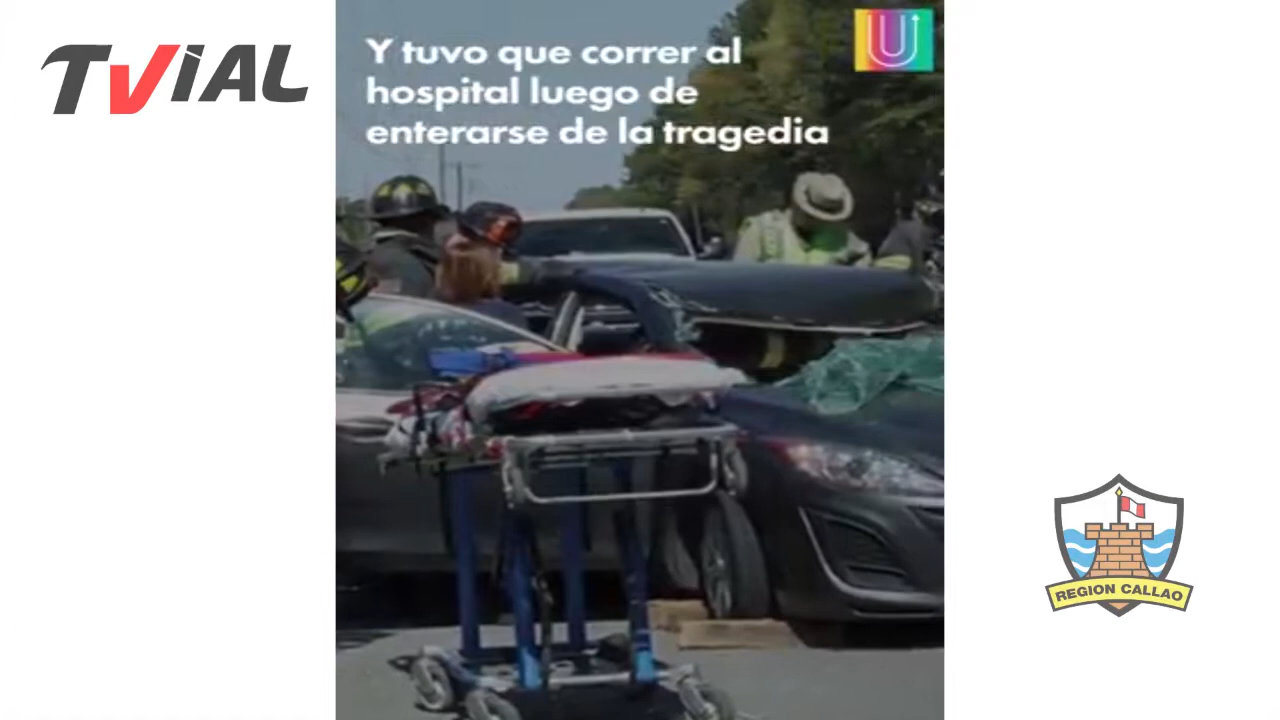 TVIAL
U
Y tuvo que correr al
hospital luego de
enterarse de la tragedia
REGION CALLAO